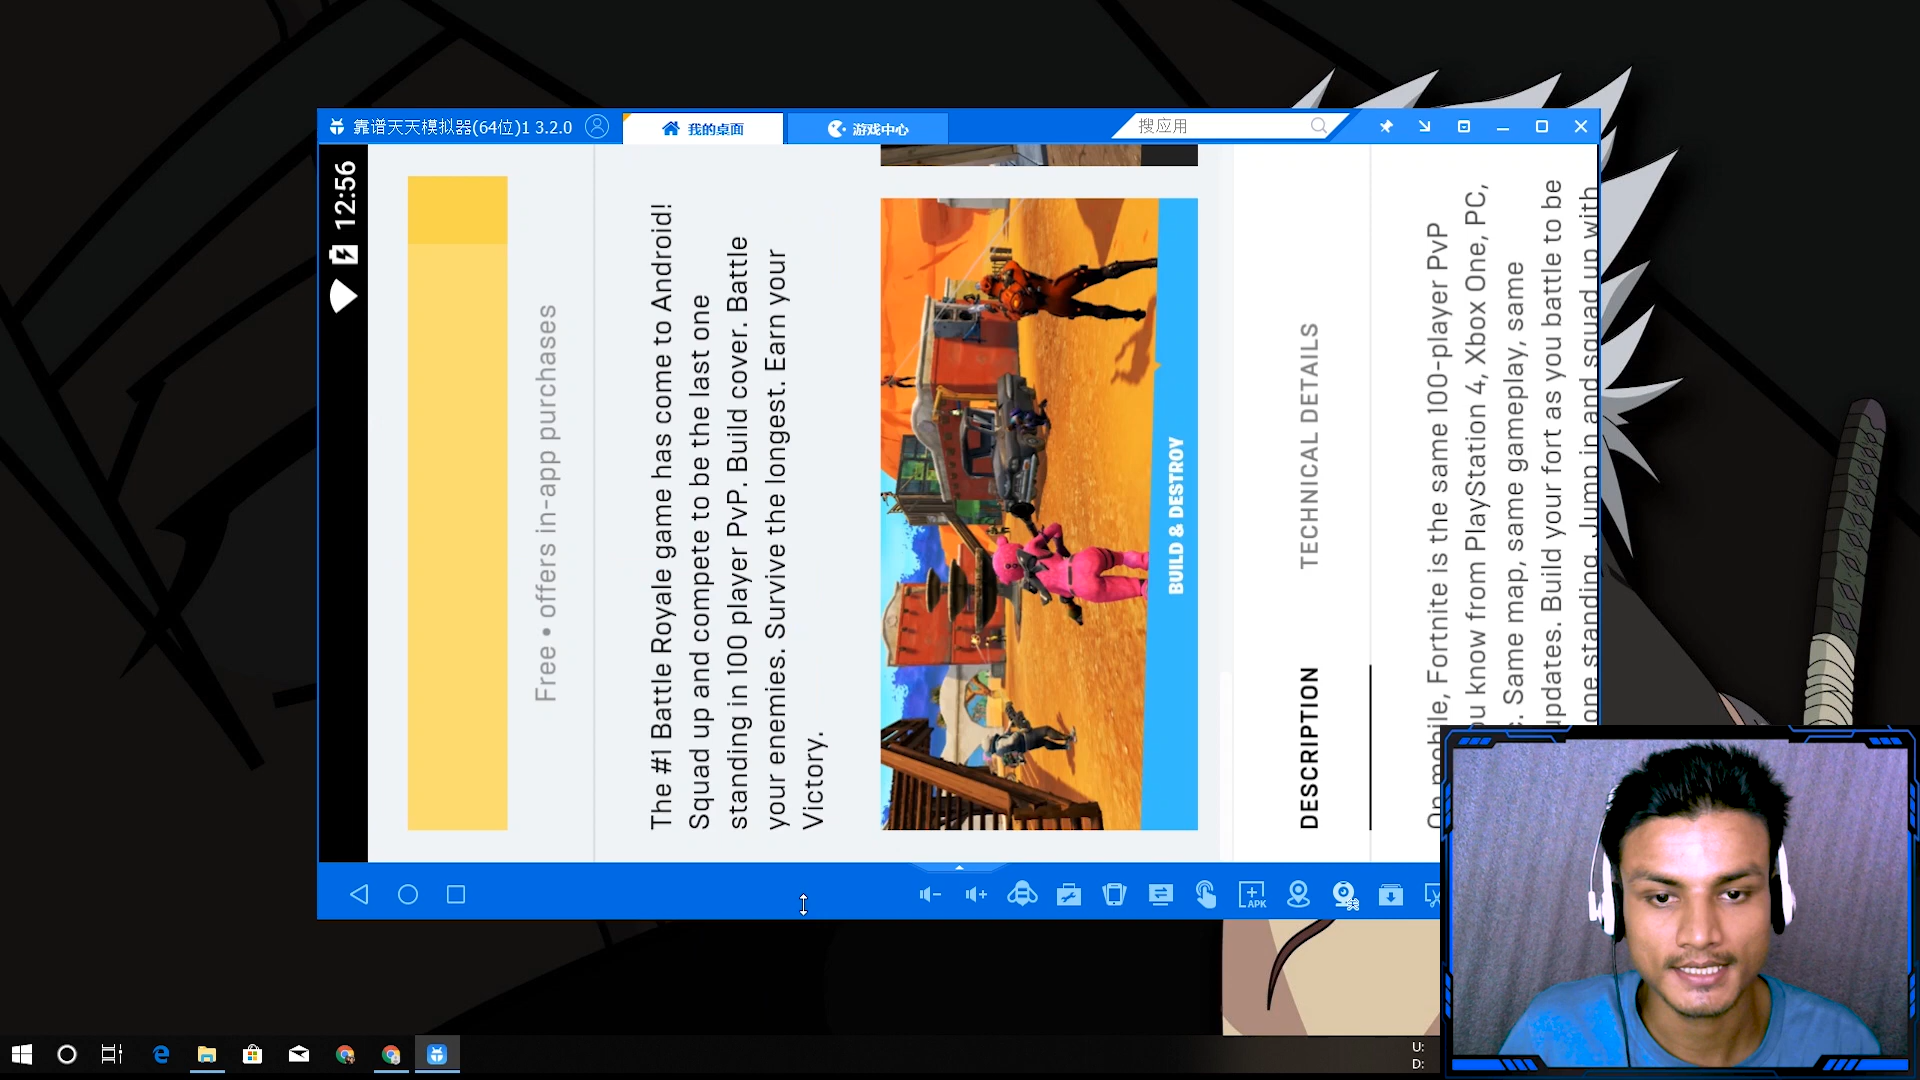 靠谱天天模拟器(64位)1 3.2.0
我的桌面
游戏中心
搜应用
12:56
Free • offers in-app purchases
The #1 Battle Royale game has come to Android!
Squad up and compete to be the last one
standing in 100 player PvP. Build cover. Battle
your enemies. Survive the longest. Earn your
Victory.
BUILD & DESTROY
DESCRIPTION
TECHNICAL DETAILS
On mobile, Fortnite is the same 100-player PvP
you know from PlayStation 4, Xbox One, PC,
Same map, same gameplay, same
updates. Build your fort as you battle to be
one standing. Jump in and squad up with
APK
U:
D: